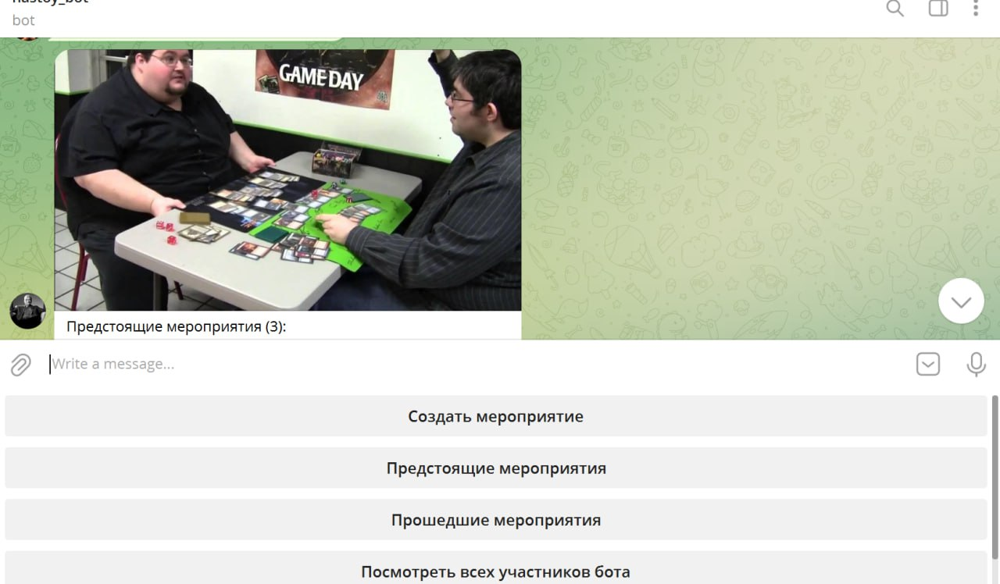 bot
GAME DAY
Предстоящие мероприятия (3):
Write a message...
Создать мероприятие
Предстоящие мероприятия
Прошедшие мероприятия
Посмотреть всех участников бота